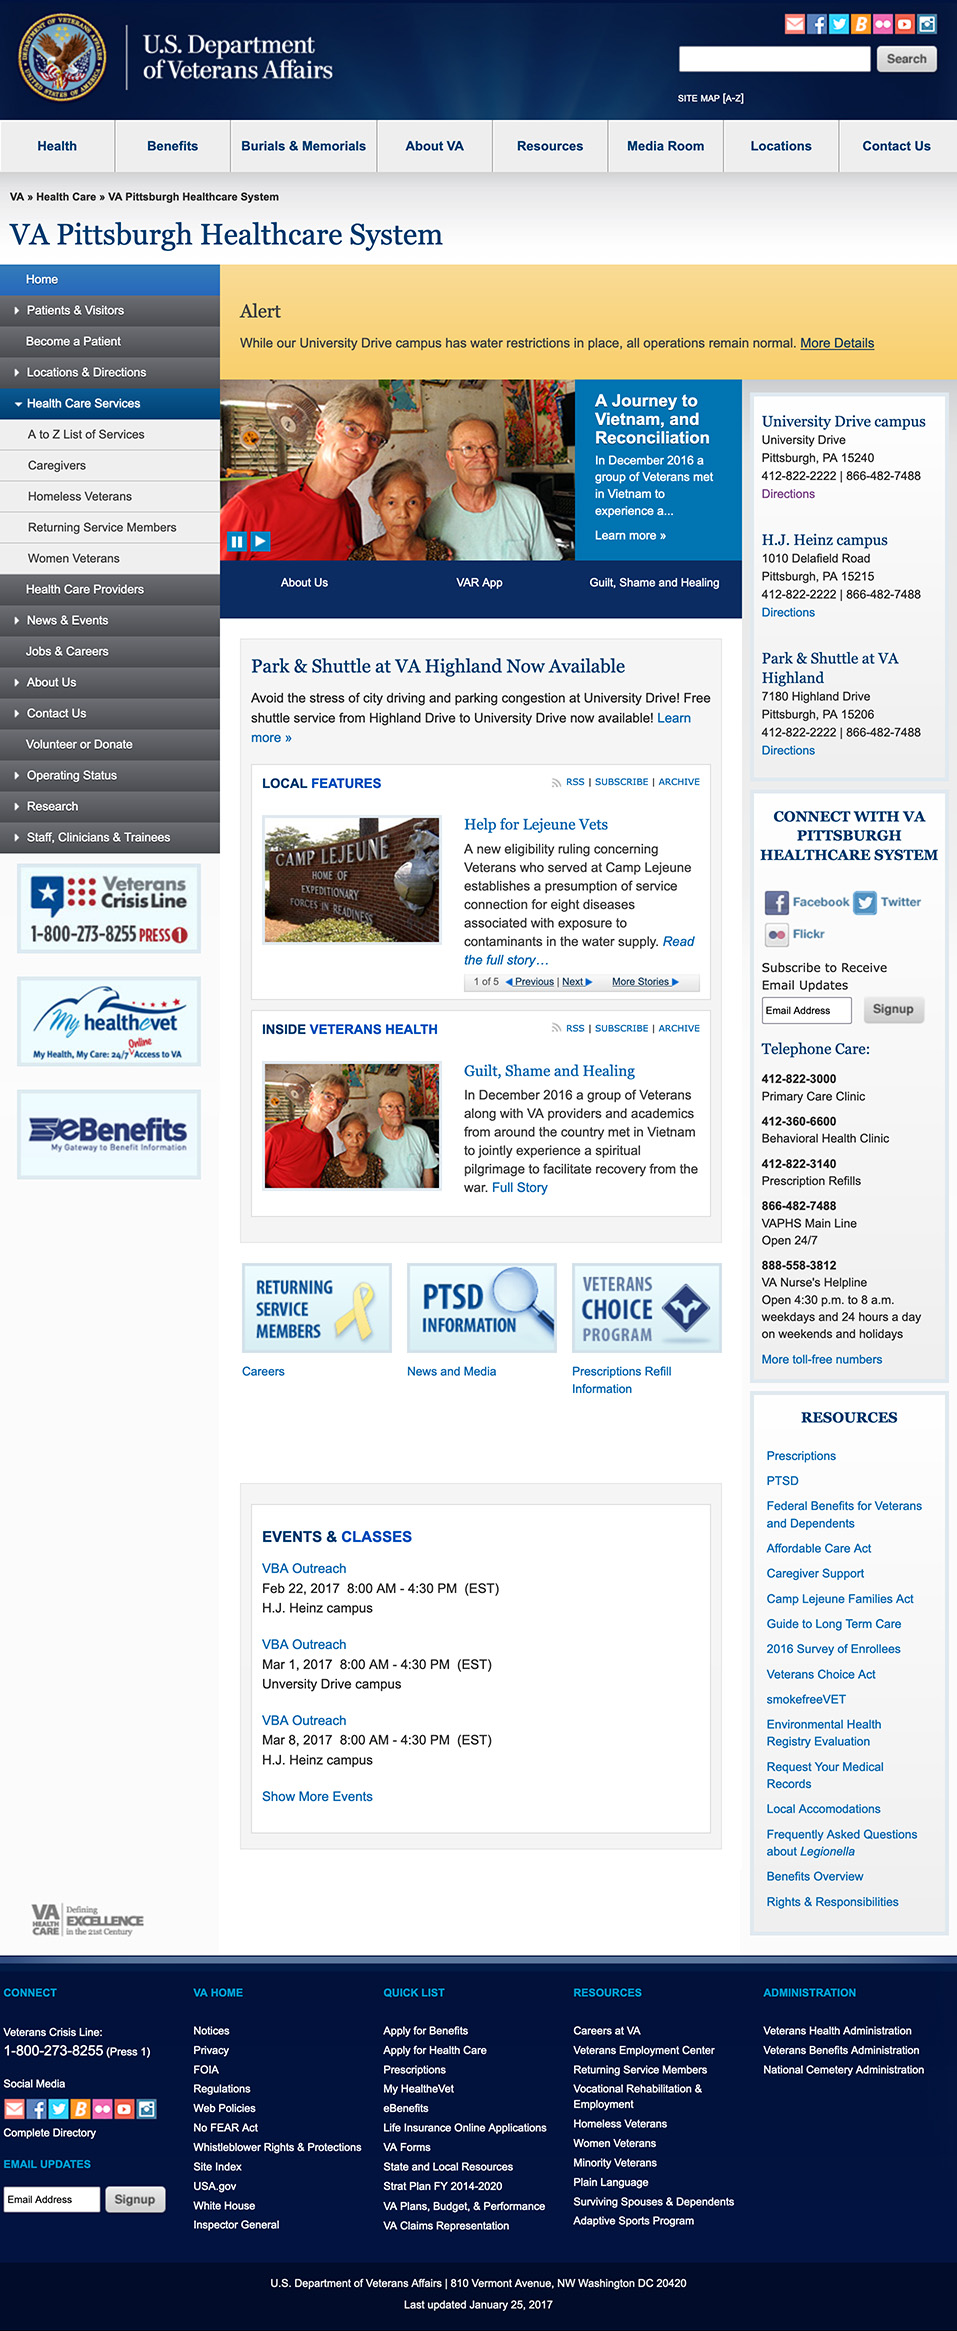 U.S. Department
of Veterans Affairs
Search
SITE MAP [A-Z]
Health
Benefits
Burials & Memorials
About VA
Resources
Media Room
Locations
Contact Us
VA » Health Care » VA Pittsburgh Healthcare System
VA Pittsburgh Healthcare System
Home
Patients & Visitors
Become a Patient
Locations & Directions
Health Care Services
A to Z List of Services
Caregivers
Homeless Veterans
Returning Service Members
Women Veterans
Health Care Providers
News & Events
Jobs & Careers
About Us
Contact Us
Volunteer or Donate
Operating Status
Research
Staff, Clinicians & Trainees
Veterans
Crisis Line
1-800-273-8255 PRESS 1
My healthevet
My Health, My Care: 24/7 Online Access to VA
eBenefits
My Gateway to Benefit Information
VA HEALTH CARE
Defining
EXCELLENCE
in the 21st Century
Alert
While our University Drive campus has water restrictions in place, all operations remain normal. More Details
A Journey to
Vietnam, and
Reconciliation
In December 2016 a
group of Veterans met
in Vietnam to
experience a...
Learn more »
About Us
VAR App
Guilt, Shame and Healing
Park & Shuttle at VA Highland Now Available
Avoid the stress of city driving and parking congestion at University Drive! Free
shuttle service from Highland Drive to University Drive now available! Learn
more »
LOCAL FEATURES
RSS | SUBSCRIBE | ARCHIVE
CAMP LEJEUNE
HOME OF
EXPEDITIONARY
FORCES IN READINESS
Help for Lejeune Vets
A new eligibility ruling concerning
Veterans who served at Camp Lejeune
establishes a presumption of service
connection for eight diseases
associated with exposure to
contaminants in the water supply. Read
the full story…
1 of 5 Previous | Next More Stories
INSIDE VETERANS HEALTH
RSS | SUBSCRIBE | ARCHIVE
Guilt, Shame and Healing
In December 2016 a group of Veterans
along with VA providers and academics
from around the country met in Vietnam
to jointly experience a spiritual
pilgrimage to facilitate recovery from the
war. Full Story
RETURNING
SERVICE
MEMBERS
PTSD
INFORMATION
VETERANS
CHOICE
PROGRAM
Careers
News and Media
Prescriptions Refill
Information
EVENTS & CLASSES
VBA Outreach
Feb 22, 2017 8:00 AM - 4:30 PM (EST)
H.J. Heinz campus
VBA Outreach
Mar 1, 2017 8:00 AM - 4:30 PM (EST)
Unversity Drive campus
VBA Outreach
Mar 8, 2017 8:00 AM - 4:30 PM (EST)
H.J. Heinz campus
Show More Events
University Drive campus
University Drive
Pittsburgh, PA 15240
412-822-2222 | 866-482-7488
Directions
H.J. Heinz campus
1010 Delafield Road
Pittsburgh, PA 15215
412-822-2222 | 866-482-7488
Directions
Park & Shuttle at VA
Highland
7180 Highland Drive
Pittsburgh, PA 15206
412-822-2222 | 866-482-7488
Directions
CONNECT WITH VA
PITTSBURGH
HEALTHCARE SYSTEM
Facebook Twitter
Flickr
Subscribe to Receive
Email Updates
Email Address Signup
Telephone Care:
412-822-3000
Primary Care Clinic
412-360-6600
Behavioral Health Clinic
412-822-3140
Prescription Refills
866-482-7488
VAPHS Main Line
Open 24/7
888-558-3812
VA Nurse's Helpline
Open 4:30 p.m. to 8 a.m.
weekdays and 24 hours a day
on weekends and holidays
More toll-free numbers
RESOURCES
Prescriptions
PTSD
Federal Benefits for Veterans
and Dependents
Affordable Care Act
Caregiver Support
Camp Lejeune Families Act
Guide to Long Term Care
2016 Survey of Enrollees
Veterans Choice Act
smokefreeVET
Environmental Health
Registry Evaluation
Request Your Medical
Records
Local Accomodations
Frequently Asked Questions
about Legionella
Benefits Overview
Rights & Responsibilities
CONNECT
Veterans Crisis Line:
1-800-273-8255 (Press 1)
Social Media
Complete Directory
EMAIL UPDATES
Email Address Signup
VA HOME
Notices
Privacy
FOIA
Regulations
Web Policies
No FEAR Act
Whistleblower Rights & Protections
Site Index
USA.gov
White House
Inspector General
QUICK LIST
Apply for Benefits
Apply for Health Care
Prescriptions
My HealtheVet
eBenefits
Life Insurance Online Applications
VA Forms
State and Local Resources
Strat Plan FY 2014-2020
VA Plans, Budget, & Performance
VA Claims Representation
RESOURCES
Careers at VA
Veterans Employment Center
Returning Service Members
Vocational Rehabilitation &
Employment
Homeless Veterans
Women Veterans
Minority Veterans
Plain Language
Surviving Spouses & Dependents
Adaptive Sports Program
ADMINISTRATION
Veterans Health Administration
Veterans Benefits Administration
National Cemetery Administration
U.S. Department of Veterans Affairs | 810 Vermont Avenue, NW Washington DC 20420
Last updated January 25, 2017